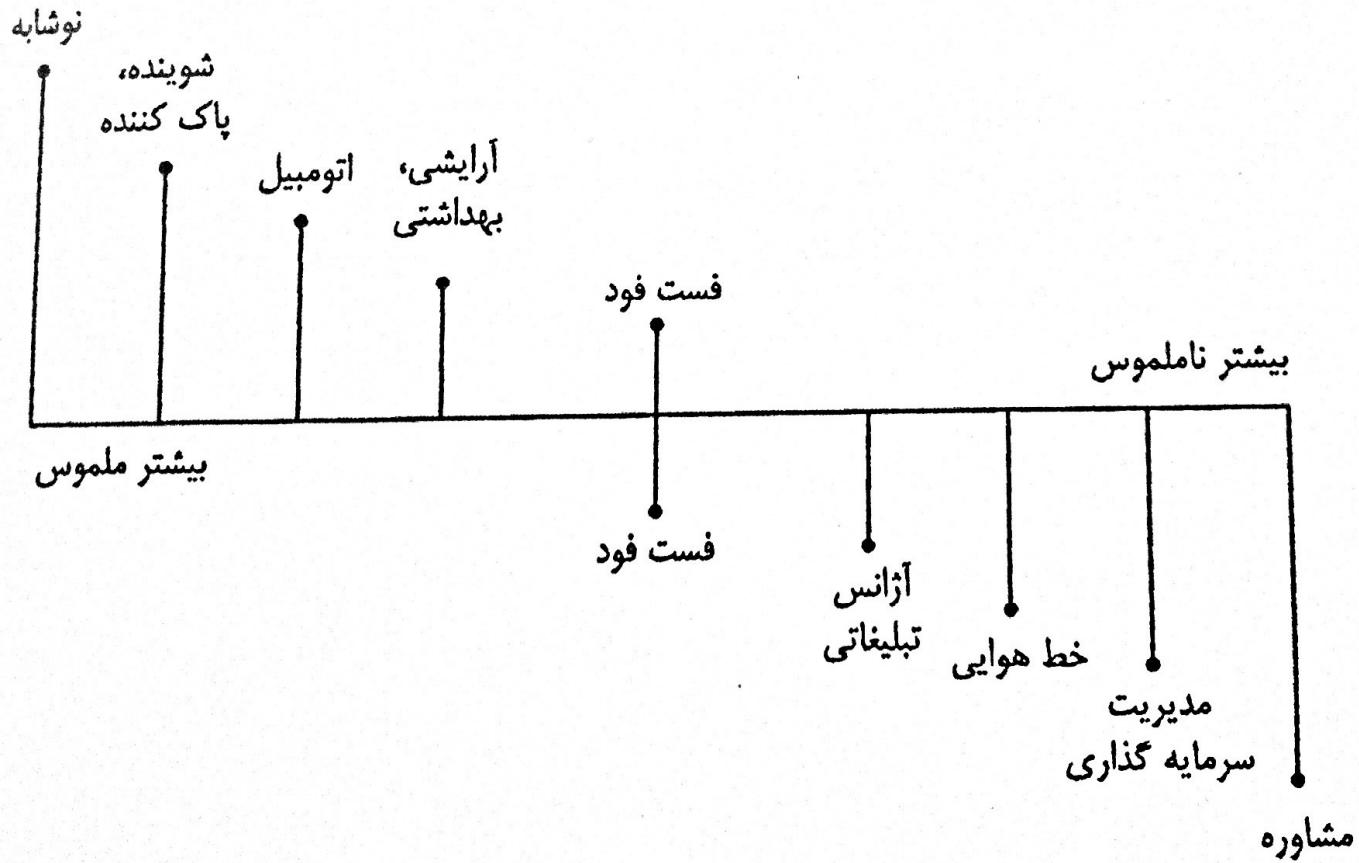 نوشابه
شوینده،
پاک کننده
اتومبیل
آرایشی،
بهداشتی
فست فود
بیشتر ناملموس
بیشتر ملموس
فست فود
آژانس
تبلیغاتی
خط هوایی
مدیریت
سرمایه گذاری
مشاوره